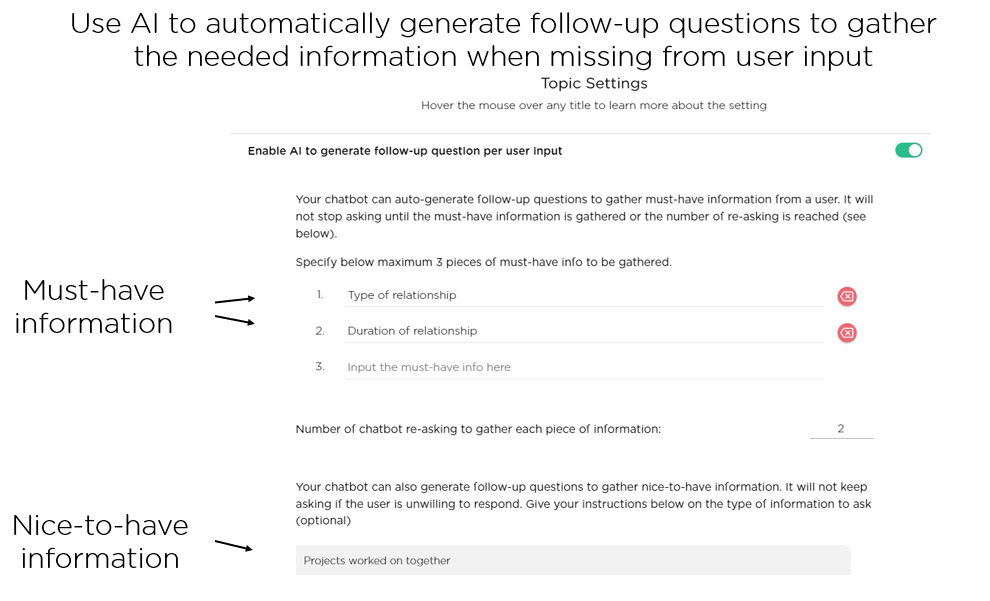 Use AI to automatically generate follow-up questions to gather
the needed information when missing from user input
Topic Settings
Hover the mouse over any title to learn more about the setting
Enable AI to generate follow-up question per user input
Your chatbot can auto-generate follow-up questions to gather must-have information from a user. It will
not stop asking until the must-have information is gathered or the number of re-asking is reached (see
below).
Specify below maximum 3 pieces of must-have info to be gathered.
Must-have
information
1. Type of relationship
2. Duration of relationship
3. Input the must-have info here
Number of chatbot re-asking to gather each piece of information: 2
Your chatbot can also generate follow-up questions to gather nice-to-have information. It will not keep
asking if the user is unwilling to respond. Give your instructions below on the type of information to ask
(optional)
Nice-to-have
information
Projects worked on together